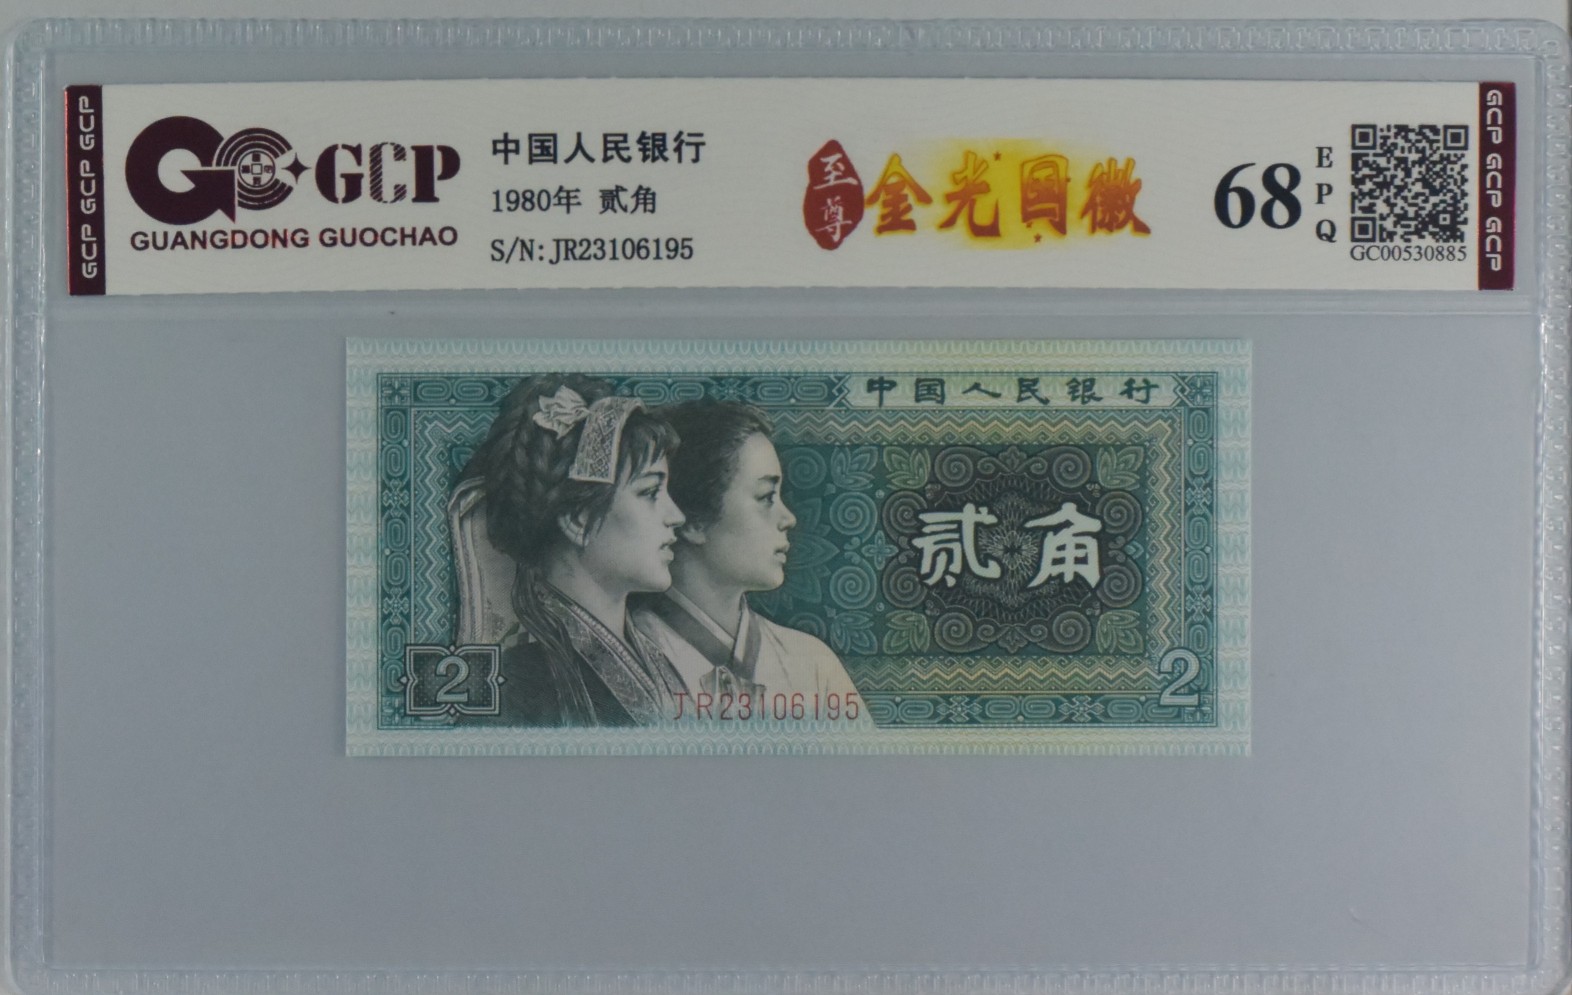 GCP GCP GCP
GCP
GUANGDONG GUOCHAO
中国人民银行
1980年 贰角
S/N:JR23106195
至尊
金光国徽
68
EPQ
GC00530885
GCP GCP GCP
中国人民银行
贰角
2
2
JR23106195